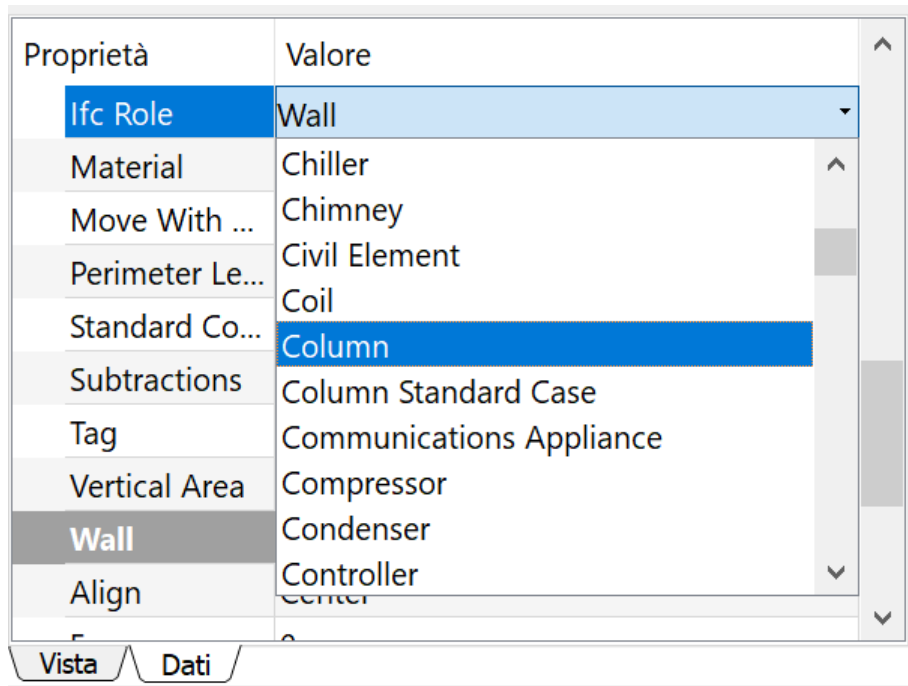 Proprietà Valore
Ifc Role Wall
Material Chiller
Move With ... Chimney
Perimeter Le... Civil Element
Standard Co... Coil
Column
Subtractions Column Standard Case
Tag Communications Appliance
Vertical Area Compressor
Wall Condenser
Align Controller
Center
Vista Dati